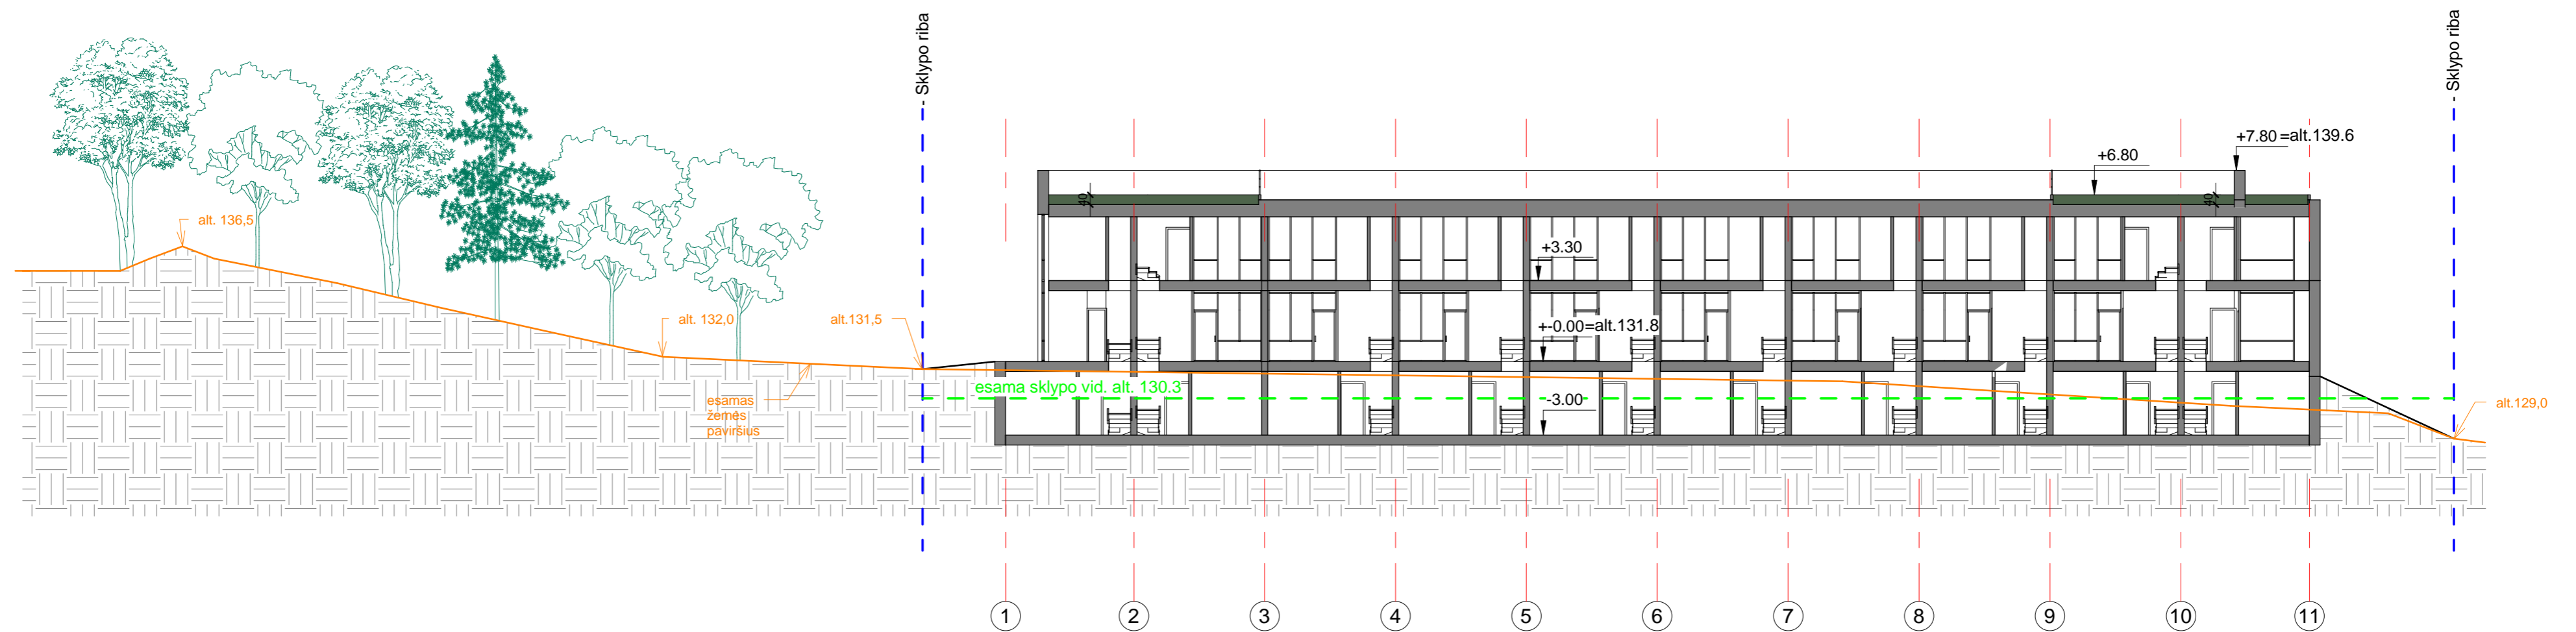 Sklypo riba
Sklypo riba
+7.80=alt.139.6
+6.80
40
40
alt. 136,5
+3.30
alt. 132,0
alt.131,5
+-0.00=alt.131.8
esama sklypo vid. alt. 130.3
esamas
žemės
paviršius
-3.00
alt.129,0
1
2
3
4
5
6
7
8
9
10
11